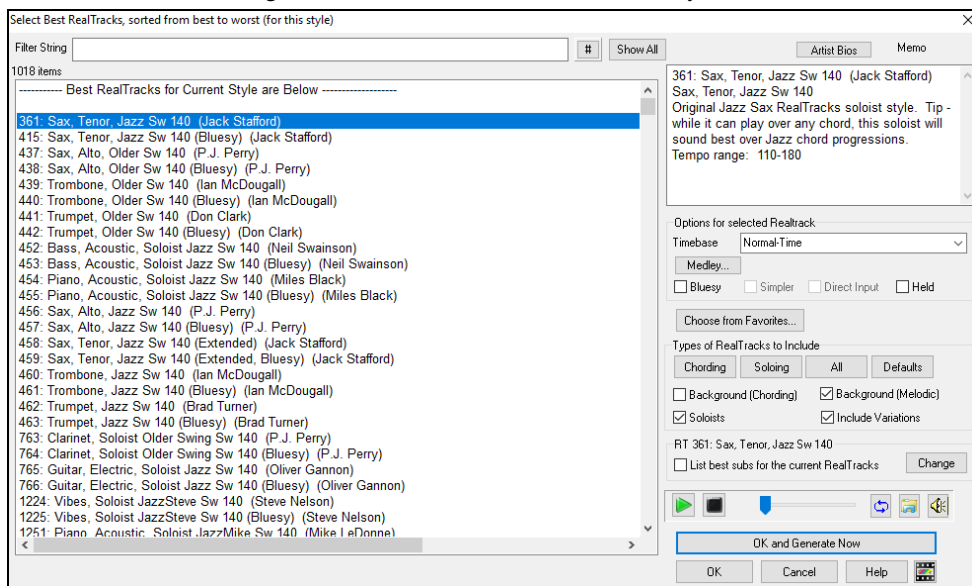 Select Best RealTracks, sorted from best to worst (for this style)
Filter String
#
Show All
Artist Bios
Memo
1018 items
----------- Best RealTracks for Current Style are Below ------------------
361: Sax, Tenor, Jazz Sw 140 (Jack Stafford)
415: Sax, Tenor, Jazz Sw 140 (Bluesy) (Jack Stafford)
437: Sax, Alto, Older Sw 140 (P.J. Perry)
438: Sax, Alto, Older Sw 140 (Bluesy) (P.J. Perry)
439: Trombone, Older Sw 140 (Ian McDougall)
440: Trombone, Older Sw 140 (Bluesy) (Ian McDougall)
441: Trumpet, Older Sw 140 (Don Clark)
442: Trumpet, Older Sw 140 (Bluesy) (Don Clark)
452: Bass, Acoustic, Soloist Jazz Sw 140 (Neil Swainson)
453: Bass, Acoustic, Soloist Jazz Sw 140 (Bluesy) (Neil Swainson)
454: Piano, Acoustic, Soloist Jazz Sw 140 (Miles Black)
455: Piano, Acoustic, Soloist Jazz Sw 140 (Bluesy) (Miles Black)
456: Sax, Alto, Jazz Sw 140 (P.J. Perry)
457: Sax, Alto, Jazz Sw 140 (Bluesy) (P.J. Perry)
458: Sax, Tenor, Jazz Sw 140 (Extended) (Jack Stafford)
459: Sax, Tenor, Jazz Sw 140 (Extended, Bluesy) (Jack Stafford)
460: Trombone, Jazz Sw 140 (Ian McDougall)
461: Trombone, Jazz Sw 140 (Bluesy) (Ian McDougall)
462: Trumpet, Jazz Sw 140 (Brad Turner)
463: Trumpet, Jazz Sw 140 (Bluesy) (Brad Turner)
763: Clarinet, Soloist Older Swing Sw 140 (P.J. Perry)
764: Clarinet, Soloist Older Swing Sw 140 (Bluesy) (P.J. Perry)
765: Guitar, Electric, Soloist Jazz Sw 140 (Oliver Gannon)
766: Guitar, Electric, Soloist Jazz Sw 140 (Bluesy) (Oliver Gannon)
1224: Vibes, Soloist JazzSteve Sw 140 (Steve Nelson)
1225: Vibes, Soloist JazzSteve Sw 140 (Bluesy) (Steve Nelson)
1251: Piano, Acoustic, Soloist JazzMike Sw 140 (Mike LeDonne)
361: Sax, Tenor, Jazz Sw 140 (Jack Stafford)
Sax, Tenor, Jazz Sw 140
Original Jazz Sax RealTracks soloist style. Tip -
while it can play over any chord, this soloist will
sound best over Jazz chord progressions.
Tempo range: 110-180
Options for selected Realtrack
Timebase
Normal-Time
Medley...
Bluesy
Simpler
Direct Input
Held
Choose from Favorites...
Types of RealTracks to Include
Chording
Soloing
All
Defaults
Background (Chording)
Background (Melodic)
Soloists
Include Variations
RT 361: Sax, Tenor, Jazz Sw 140
List best subs for the current RealTracks
Change
OK and Generate Now
OK
Cancel
Help